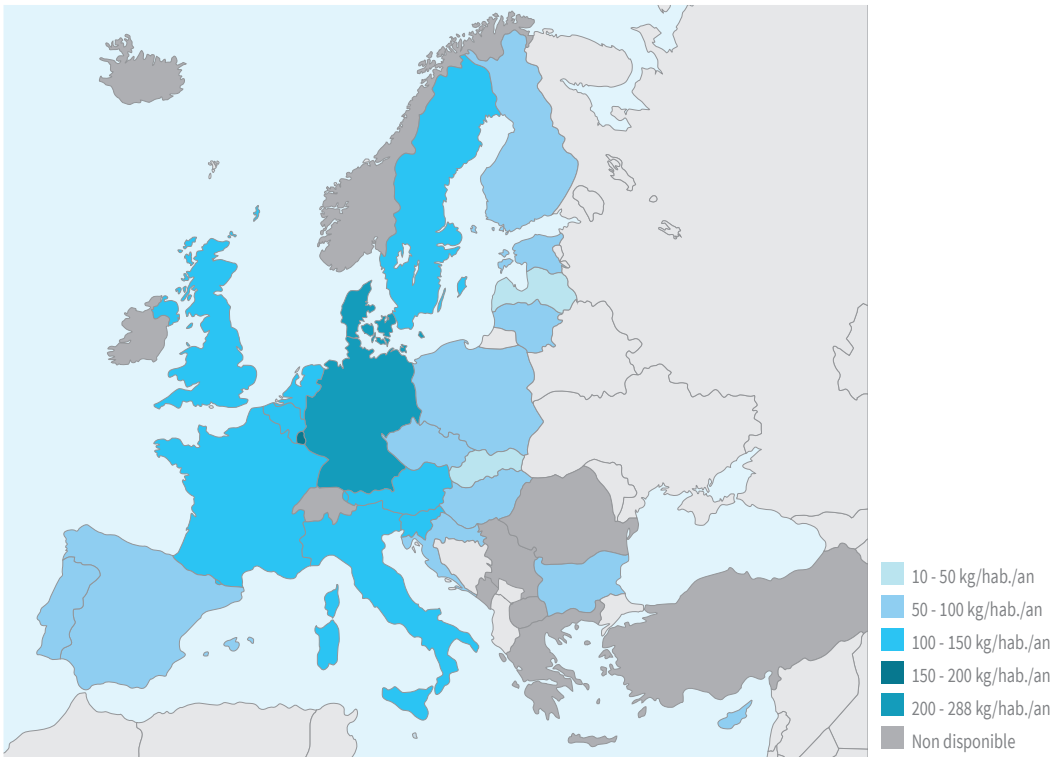 10 - 50 kg/hab./an
50 - 100 kg/hab./an
100 - 150 kg/hab./an
150 - 200 kg/hab./an
200 - 288 kg/hab./an
Non disponible